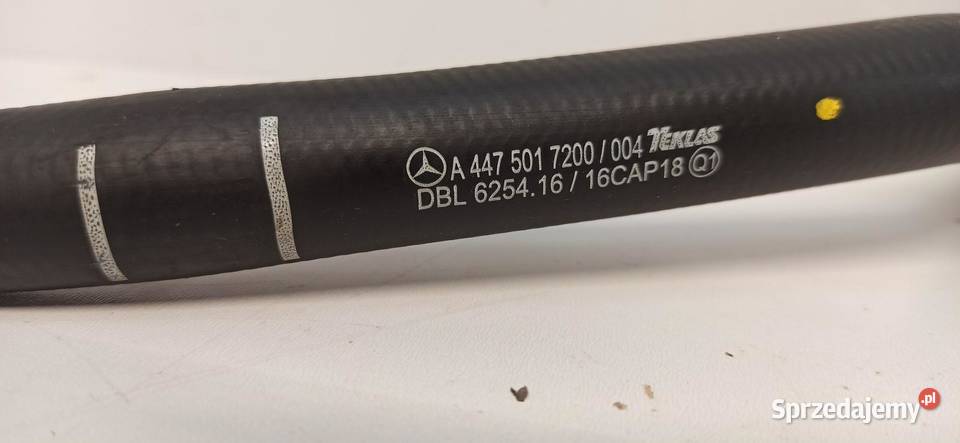 A 447 501 7200 / 004 TEKLAS
DBL 6254.16 / 16CAP18 Q1
Sprzedajemy.pl